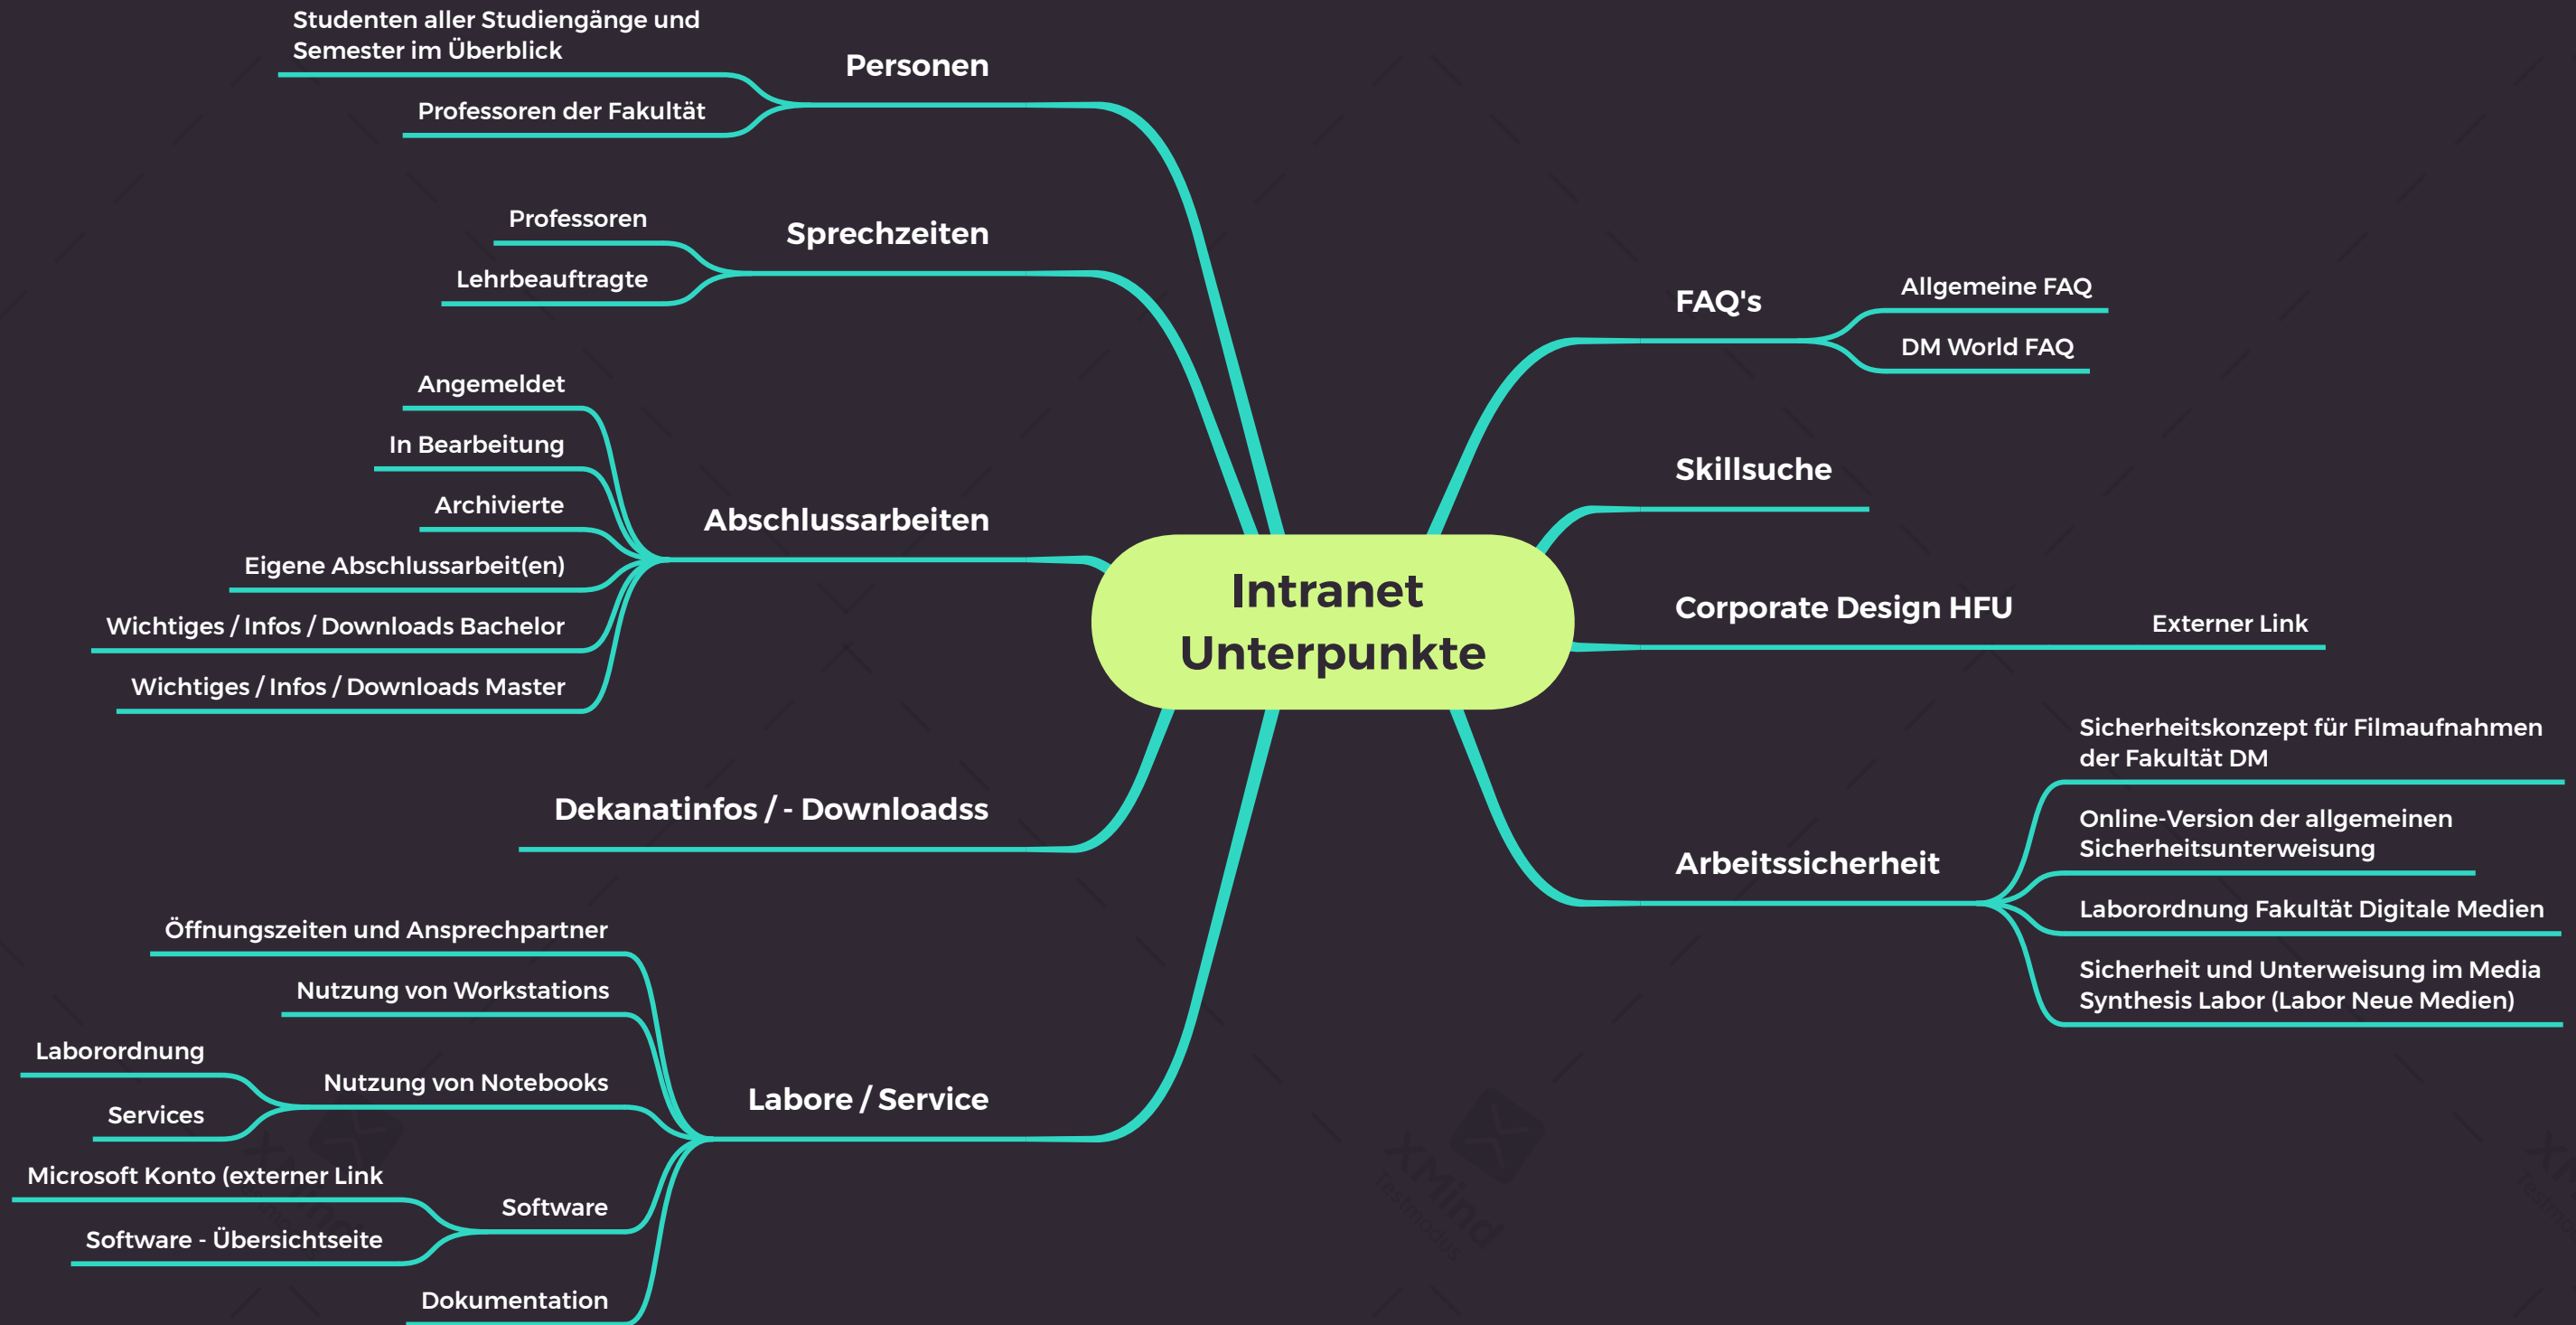 Studenten aller Studiengänge und
Semester im Überblick
Professoren der Fakultät
Personen
Professoren
Lehrbeauftragte
Sprechzeiten
Angemeldet
In Bearbeitung
Archivierte
Eigene Abschlussarbeit(en)
Wichtiges / Infos / Downloads Bachelor
Wichtiges / Infos / Downloads Master
Abschlussarbeiten
Dekanatinfos / - Downloadss
Öffnungszeiten und Ansprechpartner
Nutzung von Workstations
Laborordnung
Services
Nutzung von Notebooks
Microsoft Konto (externer Link
Software - Übersichtseite
Software
Dokumentation
Labore / Service
Intranet
Unterpunkte
FAQ's
Allgemeine FAQ
DM World FAQ
Skillsuche
Corporate Design HFU
Externer Link
Arbeitssicherheit
Sicherheitskonzept für Filmaufnahmen
der Fakultät DM
Online-Version der allgemeinen
Sicherheitsunterweisung
Laborordnung Fakultät Digitale Medien
Sicherheit und Unterweisung im Media
Synthesis Labor (Labor Neue Medien)
XMind
Testmodus